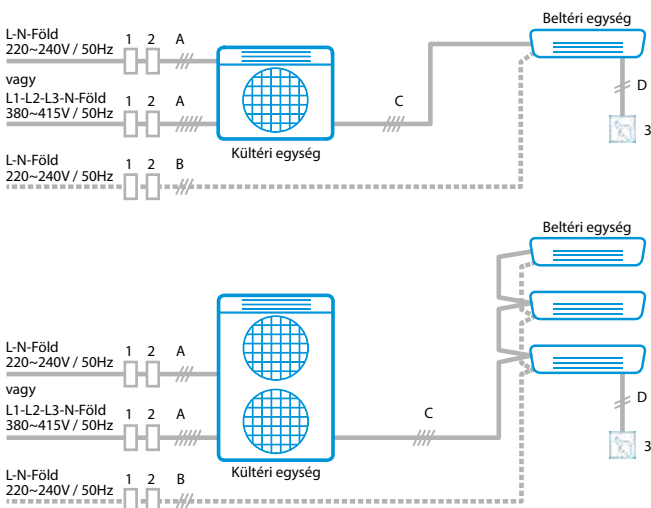 Beltéri egység
L-N-Föld
220~240V / 50Hz
1 2 A
vagy
L1-L2-L3-N-Föld
380~415V / 50Hz
1 2 A
C
D
3
Kültéri egység
L-N-Föld
220~240V / 50Hz
1 2 B
Beltéri egység
L-N-Föld
220~240V / 50Hz
1 2 A
vagy
L1-L2-L3-N-Föld
380~415V / 50Hz
1 2 A
C
D
3
Kültéri egység
L-N-Föld
220~240V / 50Hz
1 2 B